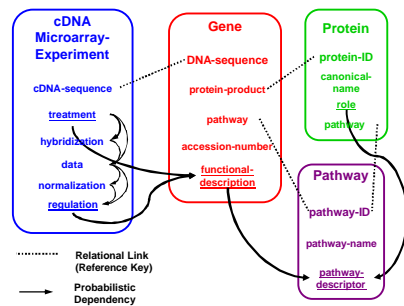 cDNA
Microarray-
Experiment
cDNA-sequence
treatment
hybridization
data
normalization
regulation
Gene
DNA-sequence
protein-product
pathway
accession-number
functional-
description
Protein
protein-ID
canonical-
name
role
pathway
Pathway
pathway-ID
pathway-name
pathway-
descriptor
Relational Link
(Reference Key)
Probabilistic
Dependency